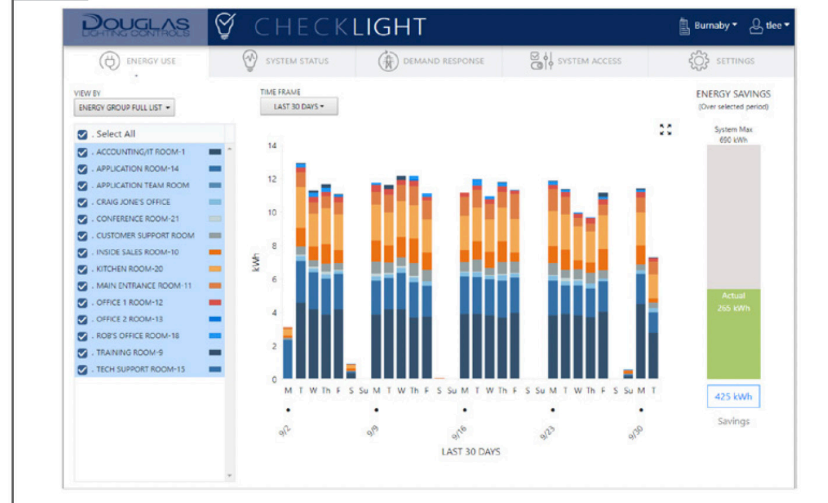 DOUGLAS
LIGHTING CONTROLS
CHECKLIGHT
Burnaby
tlee
ENERGY USE
SYSTEM STATUS
DEMAND RESPONSE
SYSTEM ACCESS
SETTINGS
VIEW BY
ENERGY GROUP FULL LIST
TIME FRAME
LAST 30 DAYS
. Select All
. ACCOUNTING/IT ROOM-1
. APPLICATION ROOM-14
. APPLICATION TEAM ROOM
. CRAIG JONE'S OFFICE
. CONFERENCE ROOM-21
. CUSTOMER SUPPORT ROOM
. INSIDE SALES ROOM-10
. KITCHEN ROOM-20
. MAIN ENTRANCE ROOM-11
. OFFICE 1 ROOM-12
. OFFICE 2 ROOM-13
. ROB'S OFFICE ROOM-18
. TRAINING ROOM-9
. TECH SUPPORT ROOM-15
kWh
14
12
10
8
6
4
2
0
M T W Th F S Su M T W Th F S Su M T W Th F S Su M T W Th F S Su M T
9/2 9/9 9/16 9/23 9/30
LAST 30 DAYS
ENERGY SAVINGS
(Over selected period)
System Max
690 kWh
Actual
265 kWh
425 kWh
Savings